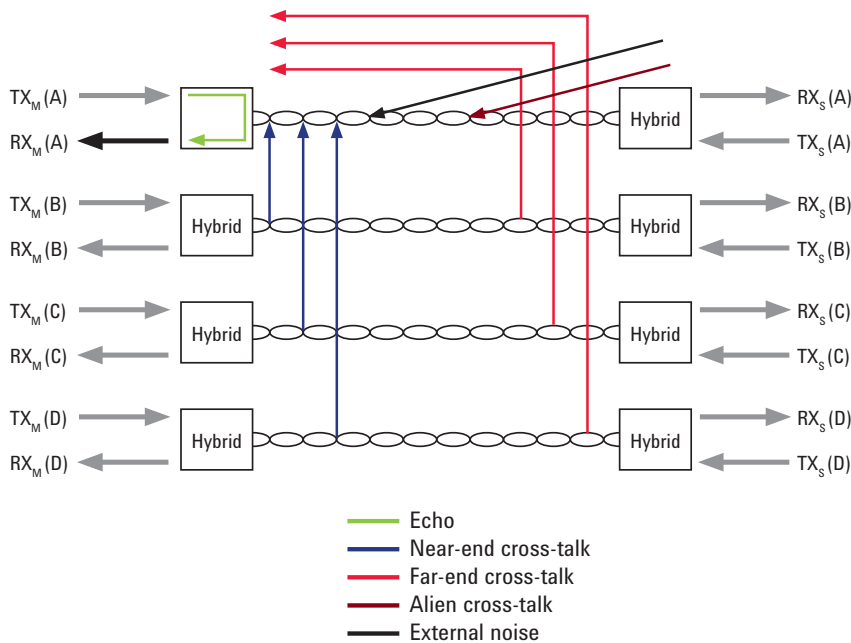 TXM(A)
RXM(A)
Hybrid
RXS(A)
TXS(A)
TXM(B)
RXM(B)
Hybrid
Hybrid
RXS(B)
TXS(B)
TXM(C)
RXM(C)
Hybrid
Hybrid
RXS(C)
TXS(C)
TXM(D)
RXM(D)
Hybrid
Hybrid
RXS(D)
TXS(D)
Echo
Near-end cross-talk
Far-end cross-talk
Alien cross-talk
External noise